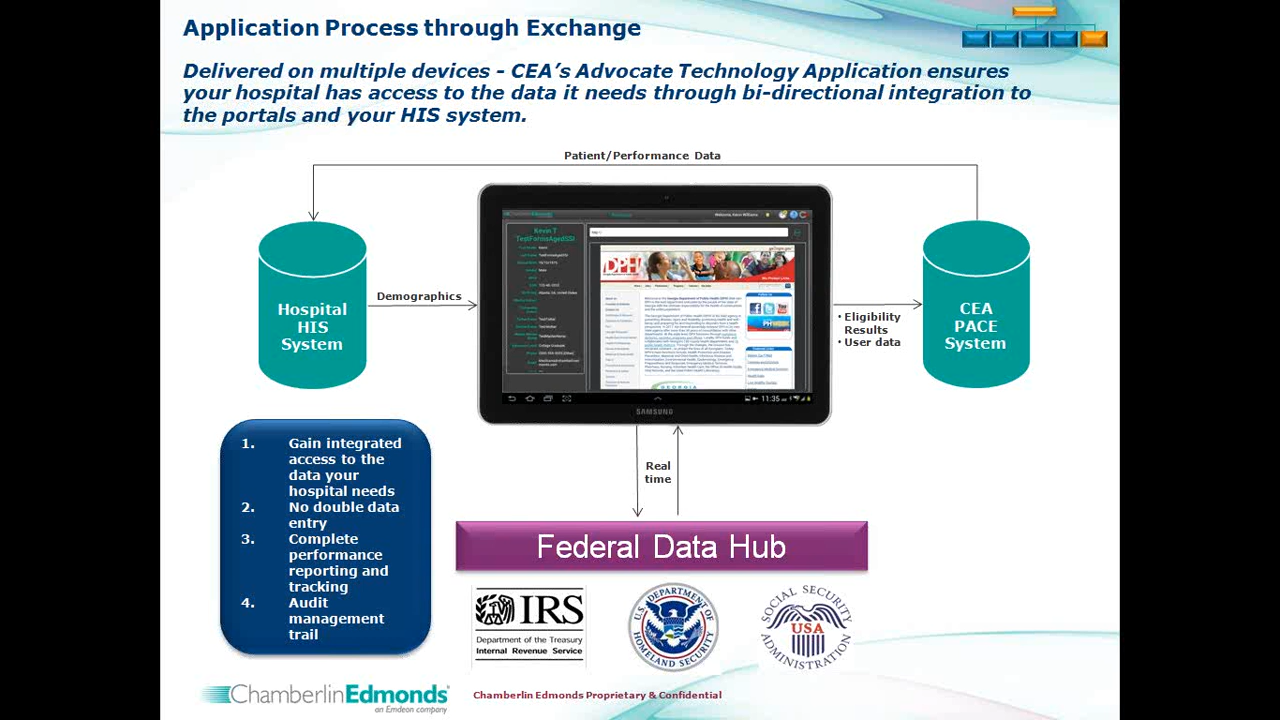 Application Process through Exchange
Delivered on multiple devices - CEA's Advocate Technology Application ensures
your hospital has access to the data it needs through bi-directional integration to
the portals and your HIS system.
Patient/Performance Data
Hospital
HIS
System
Demographics
Kevin T
TestFormsAgedSSI
DPH
SAMSUNG
11:35
• Eligibility
Results
• User data
CEA
PACE
System
1. Gain integrated
access to the
data your
hospital needs
2. No double data
entry
3. Complete
performance
reporting and
tracking
4. Audit
management
trail
Real
time
Federal Data Hub
IRS
Department of the Treasury
Internal Revenue Service
U.S. DEPARTMENT OF
HOMELAND SECURITY
SOCIAL SECURITY
USA
ADMINISTRATION
ChamberlinEdmonds
an Emdeon company
Chamberlin Edmonds Proprietary & Confidential